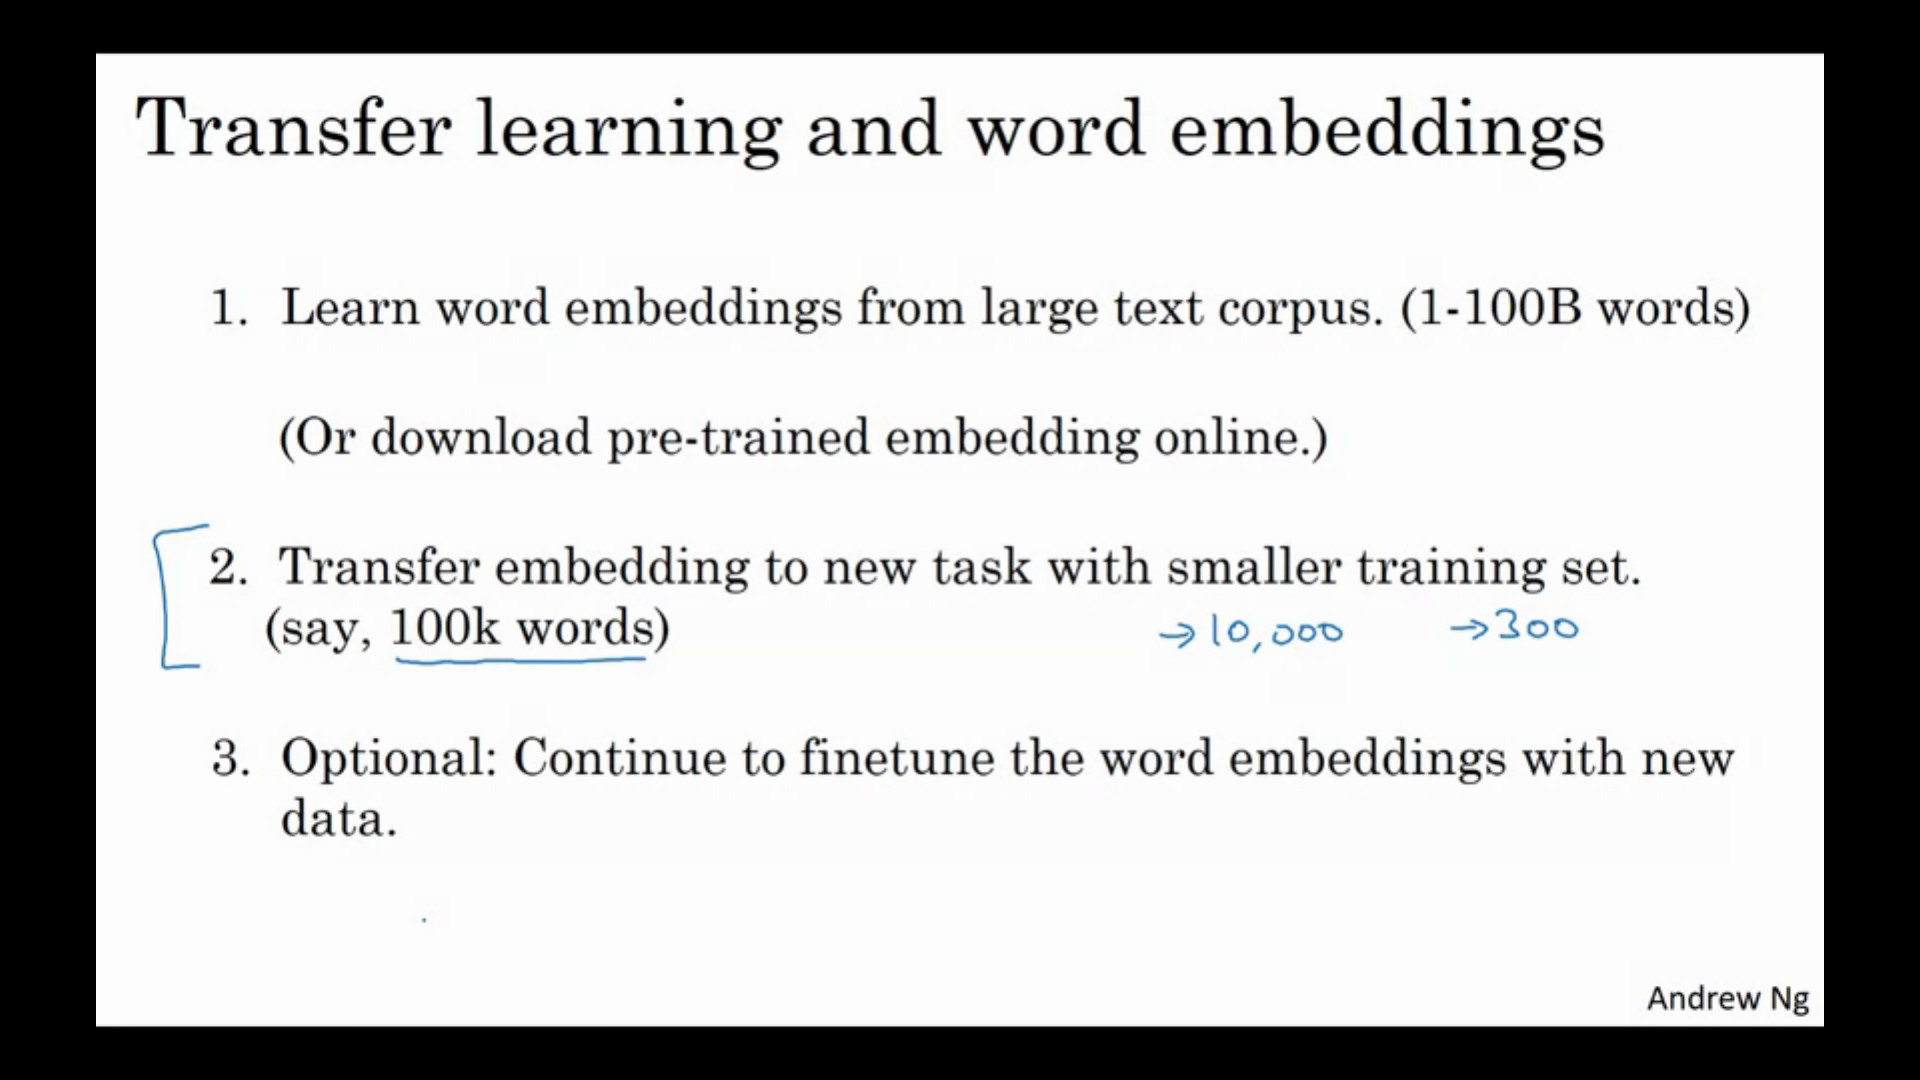 Transfer learning and word embeddings
1. Learn word embeddings from large text corpus. (1-100B words)
(Or download pre-trained embedding online.)
2. Transfer embedding to new task with smaller training set.
(say, 100k words) →10,000 →300
3. Optional: Continue to finetune the word embeddings with new
data.
Andrew Ng